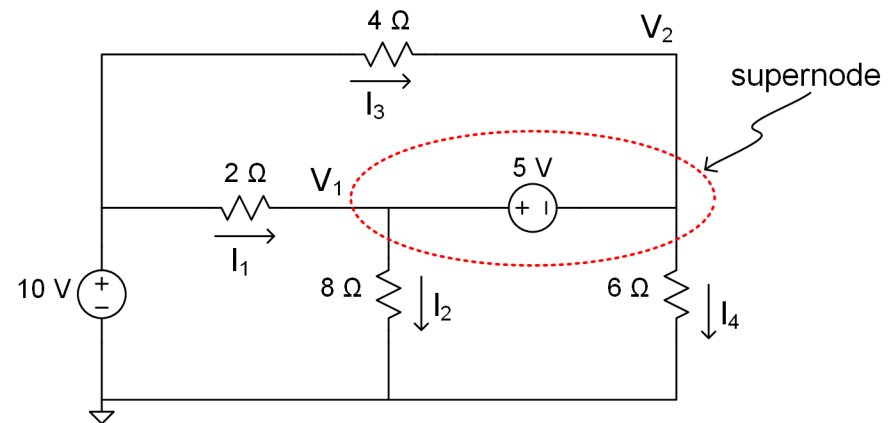 4 Ω
V₂
I₃
supernode
5 V
2 Ω
V₁
+ −
I₁
10 V
+
−
8 Ω
I₂
6 Ω
I₄